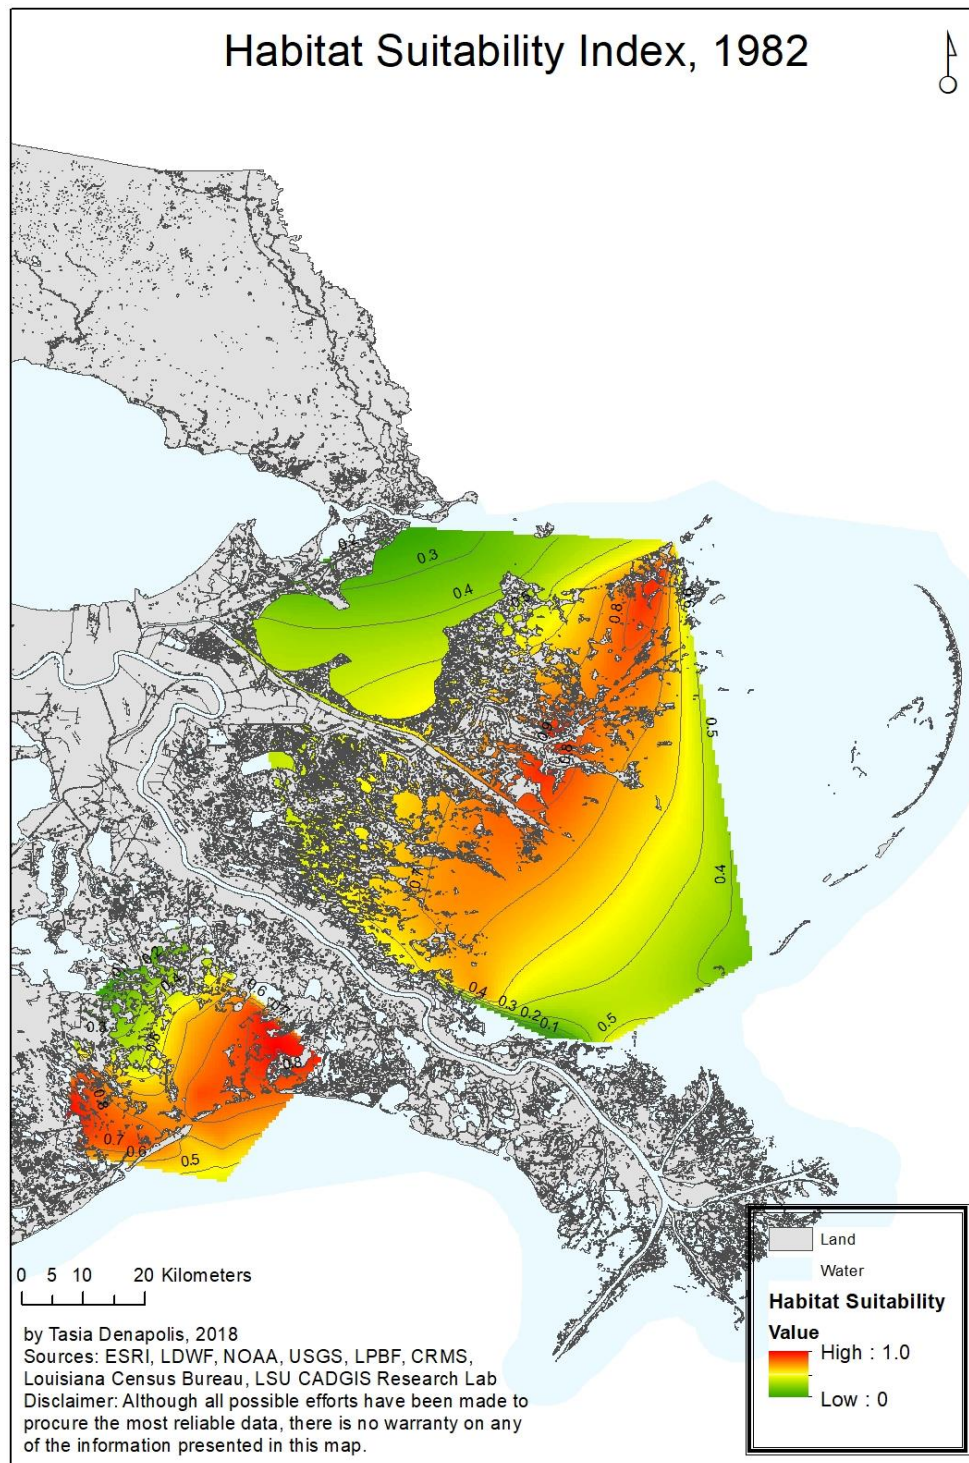 Habitat Suitability Index, 1982
0.2
0.3
0.4
0.8
0.5
0.9
0.8
0.4
0.7
0.4
0.3
0.2
0.1
0.5
0.6
0.8
0.7
0.6
0.5
0 5 10 20 Kilometers
by Tasia Denapolis, 2018
Sources: ESRI, LDWF, NOAA, USGS, LPBF, CRMS,
Louisiana Census Bureau, LSU CADGIS Research Lab
Disclaimer: Although all possible efforts have been made to
procure the most reliable data, there is no warranty on any
of the information presented in this map.
Land
Water
Habitat Suitability
Value
High : 1.0
Low : 0